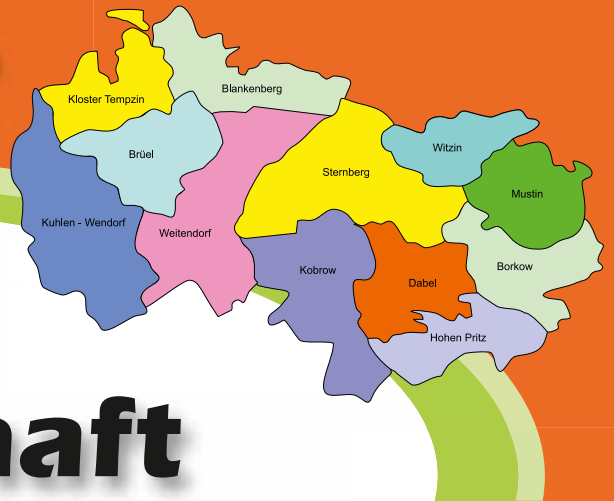 Blankenberg
Kloster Tempzin
Brüel
Witzin
Sternberg
Mustin
Kuhlen - Wendorf
Weitendorf
Kobrow
Borkow
Dabel
Hohen Pritz
haft